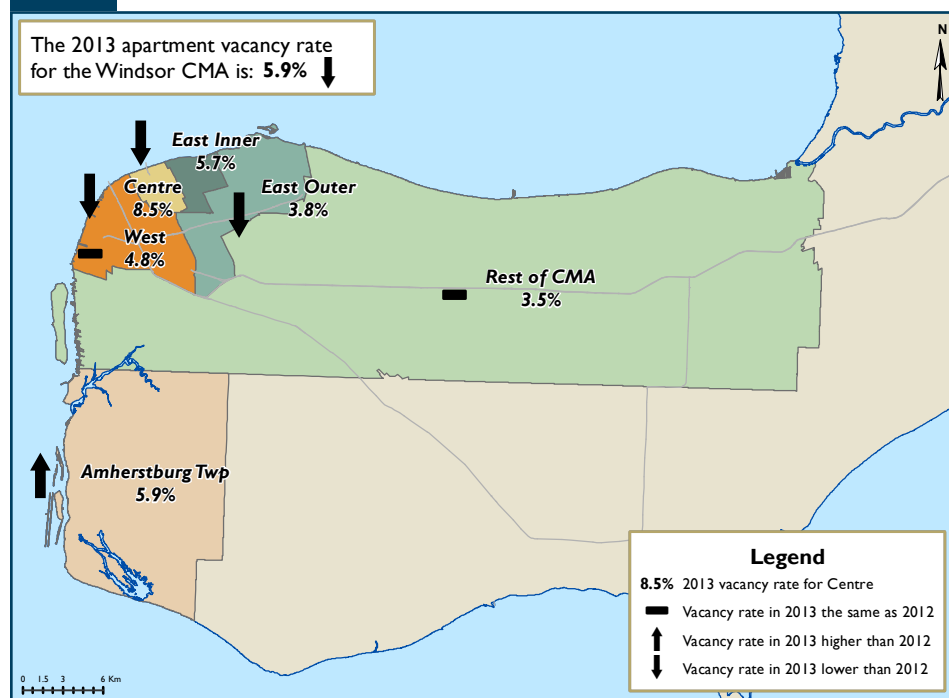 The 2013 apartment vacancy rate
for the Windsor CMA is: 5.9%
N
East Inner
5.7%
Centre
8.5%
East Outer
3.8%
West
4.8%
Rest of CMA
3.5%
Amherstburg Twp
5.9%
Legend
8.5% 2013 vacancy rate for Centre
Vacancy rate in 2013 the same as 2012
Vacancy rate in 2013 higher than 2012
Vacancy rate in 2013 lower than 2012
0 1.5 3 6 Km